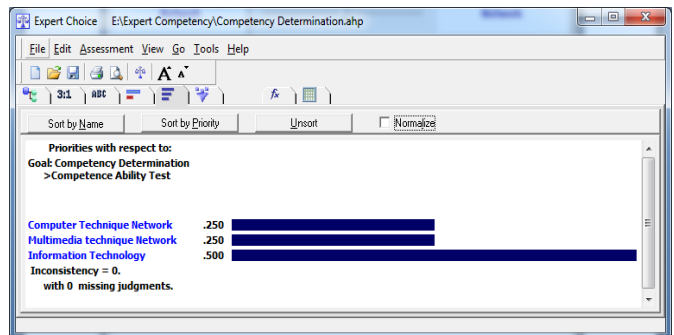 Expert Choice E:\Expert Competency\Competency Determination.ahp
File Edit Assessment View Go Tools Help
3:1 ABC fx
Sort by Name Sort by Priority Unsort Normalize
Priorities with respect to:
Goal: Competency Determination
>Competence Ability Test
Computer Technique Network .250
Multimedia technique Network .250
Information Technology .500
Inconsistency = 0.
with 0 missing judgments.